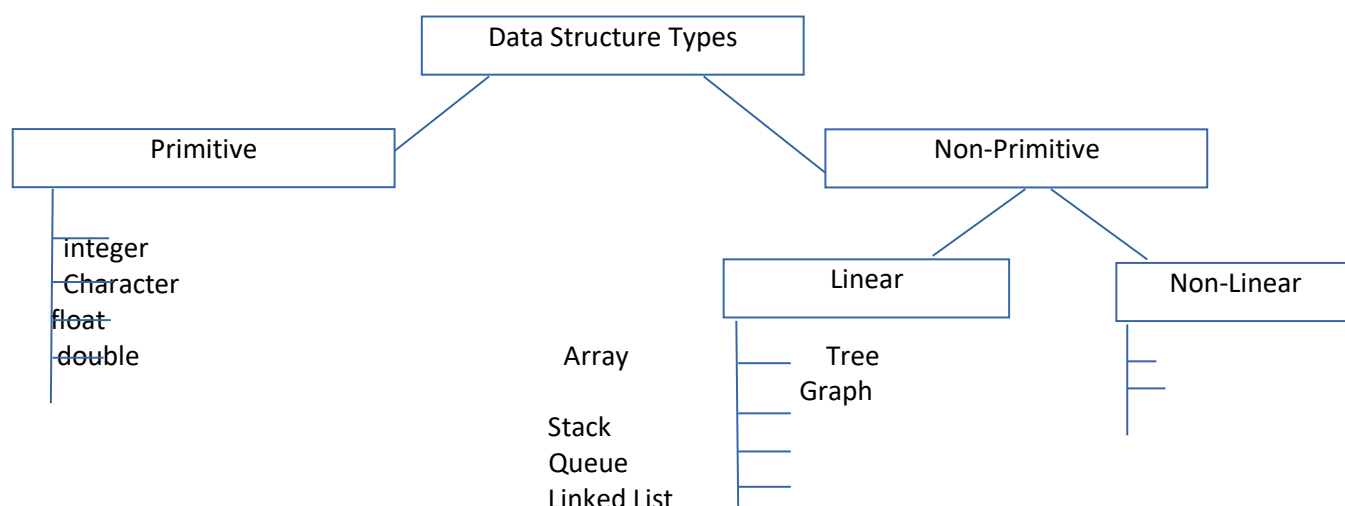 Data Structure Types
Primitive
Non-Primitive
integer
Character
float
double
Linear
Non-Linear
Array
Tree
Graph
Stack
Queue
Linked List